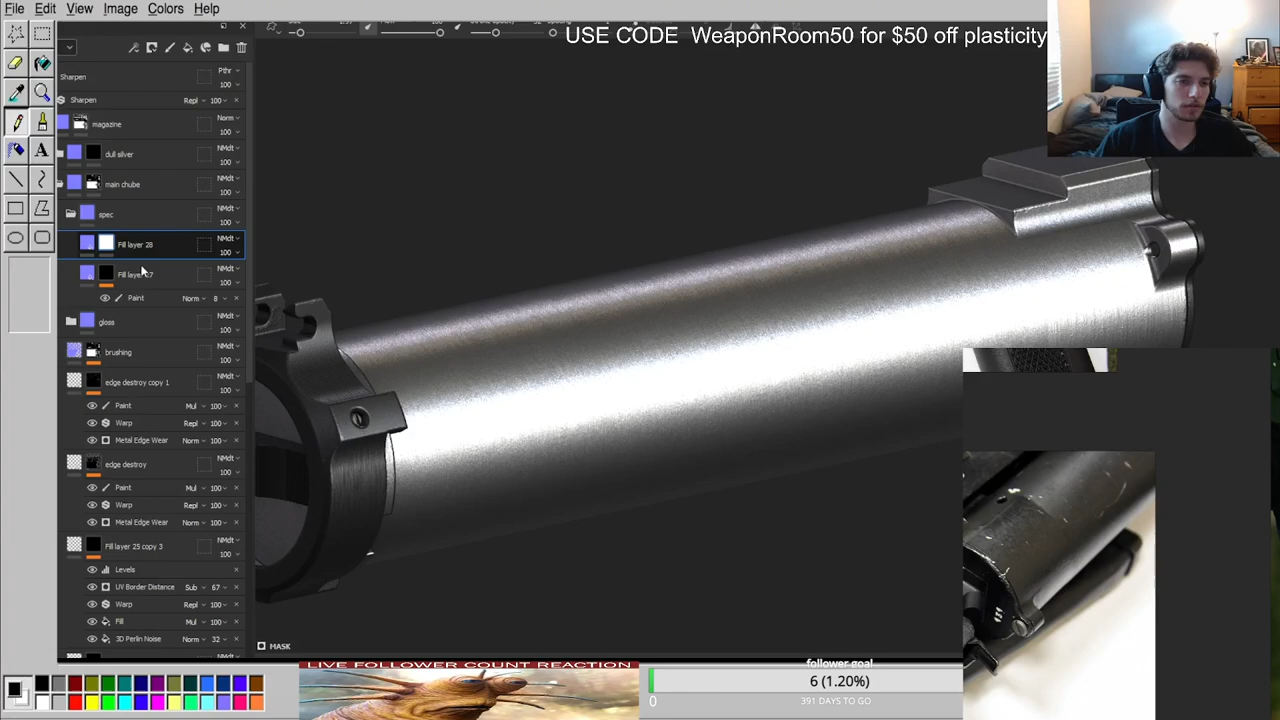 File Edit View Image Colors Help
USE CODE WeaponRoom50 for $50 off plasticity
Pthr
Sharpen 100
Sharpen Repl 100
magazine Norm 100
dull silver NMdt 100
main chube NMdt 100
spec NMdt 100
Fill layer 28 NMdt 100
Fill layer 27 NMdt 100
Paint Norm 8
gloss NMdt 100
brushing NMdt 100
edge destroy copy 1 NMdt 100
Paint Mul 100
Warp Repl 100
Metal Edge Wear Norm 100
edge destroy NMdt 100
Paint Mul 100
Warp Repl 100
Metal Edge Wear Norm 100
Fill layer 25 copy 3 NMdt 100
Levels
UV Border Distance Sub 67
Warp Repl 100
Fill Mul 100
3D Perlin Noise Norm 32
MASK
LIVE FOLLOWER COUNT REACTION
follower goal
6 (1.20%)
0
391 DAYS TO GO